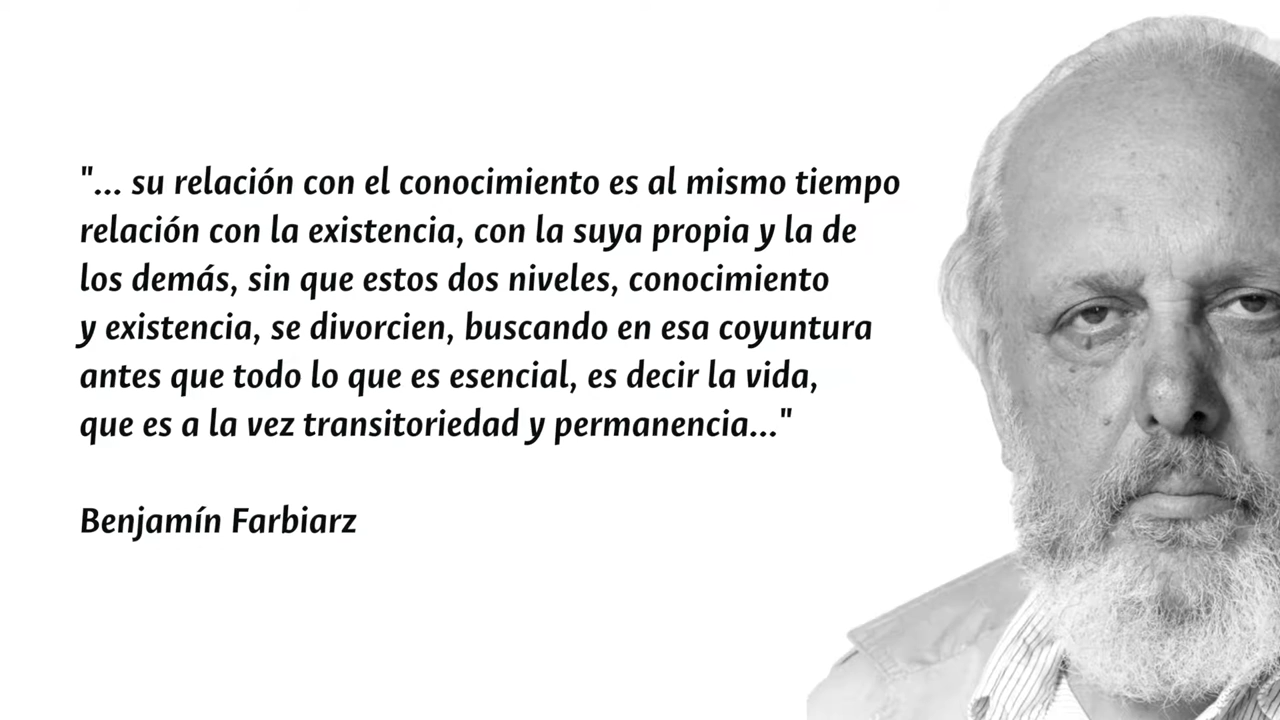 "... su relación con el conocimiento es al mismo tiempo
relación con la existencia, con la suya propia y la de
los demás, sin que estos dos niveles, conocimiento
y existencia, se divorcien, buscando en esa coyuntura
antes que todo lo que es esencial, es decir la vida,
que es a la vez transitoriedad y permanencia..."
Benjamín Farbiarz